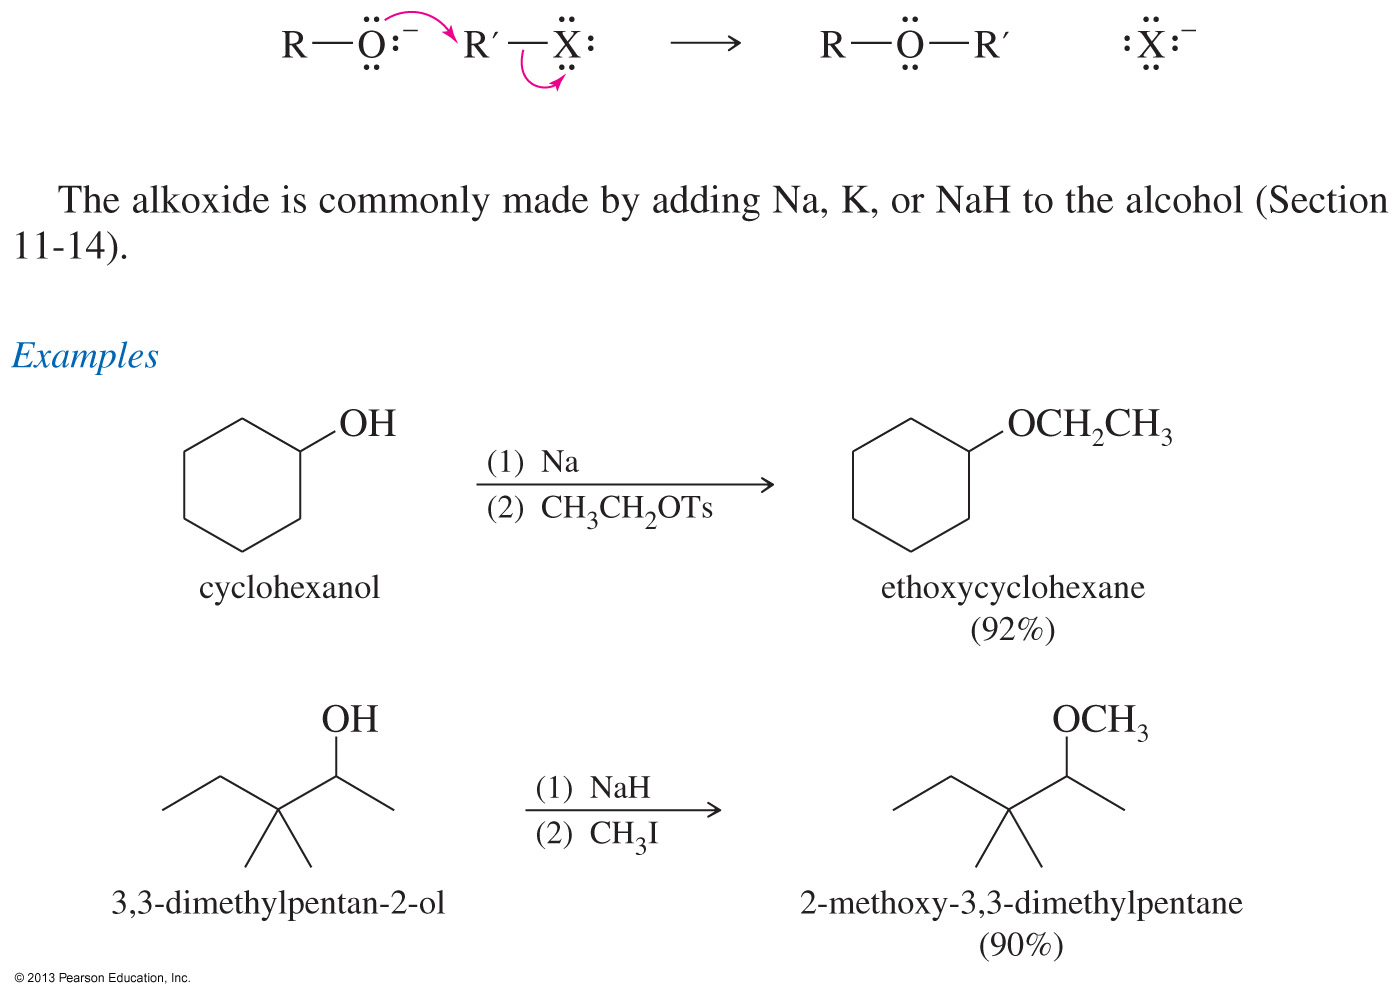 R—O:⁻ R′—X: ⟶ R—O—R′ :X:⁻
The alkoxide is commonly made by adding Na, K, or NaH to the alcohol (Section
11-14).
Examples
OH
(1) Na
(2) CH₃CH₂OTs
OCH₂CH₃
cyclohexanol
ethoxycyclohexane
(92%)
OH
(1) NaH
(2) CH₃I
OCH₃
3,3-dimethylpentan-2-ol
2-methoxy-3,3-dimethylpentane
(90%)
© 2013 Pearson Education, Inc.